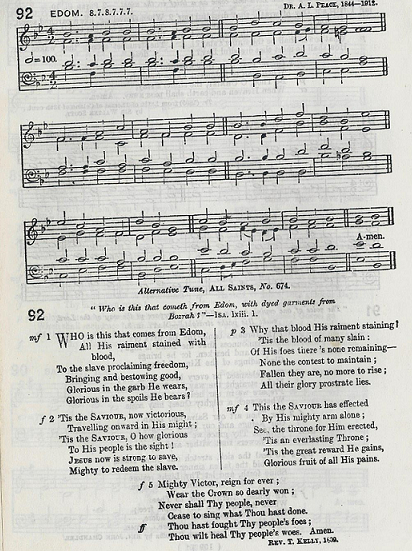 92 EDOM. 8.7.8.7.7.7. DR. A. L. PEACE, 1844—1912.
=100.
A-men.
Alternative Tune, ALL SAINTS, No. 674.
92
"Who is this that cometh from Edom, with dyed garments from
Bozrah?"—ISA. lxiii. 1.
mf 1 WHO is this that comes from Edom,
All His raiment stained with
blood,
To the slave proclaiming freedom,
Bringing and bestowing good,
Glorious in the garb He wears,
Glorious in the spoils He bears?
f 2 'Tis the SAVIOUR, now victorious,
Travelling onward in His might;
'Tis the SAVIOUR, O how glorious
To His people is the sight!
JESUS now is strong to save,
Mighty to redeem the slave.
p 3 Why that blood His raiment staining?
'Tis the blood of many slain:
Of His foes there's none remaining—
None the contest to maintain;
Fallen they are, no more to rise;
All their glory prostrate lies.
mf 4 This the SAVIOUR has effected
By His mighty arm alone;
See, the throne for Him erected,
'Tis an everlasting Throne;
'Tis the great reward He gains,
Glorious fruit of all His pains.
f 5 Mighty Victor, reign for ever;
Wear the Crown so dearly won;
Never shall Thy people, never
Cease to sing what Thou hast done.
ff Thou hast fought Thy people's foes;
Thou wilt heal Thy people's woes. Amen.
REV. T. KELLY, 1809.